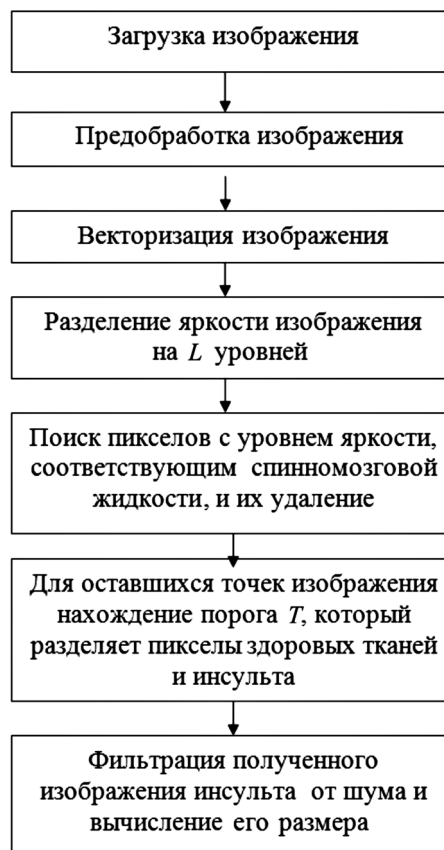 Загрузка изображения
Предобработка изображения
Векторизация изображения
Разделение яркости изображения
на L уровней
Поиск пикселов с уровнем яркости,
соответствующим спинномозговой
жидкости, и их удаление
Для оставшихся точек изображения
нахождение порога T, который
разделяет пикселы здоровых тканей
и инсульта
Фильтрация полученного
изображения инсульта от шума и
вычисление его размера